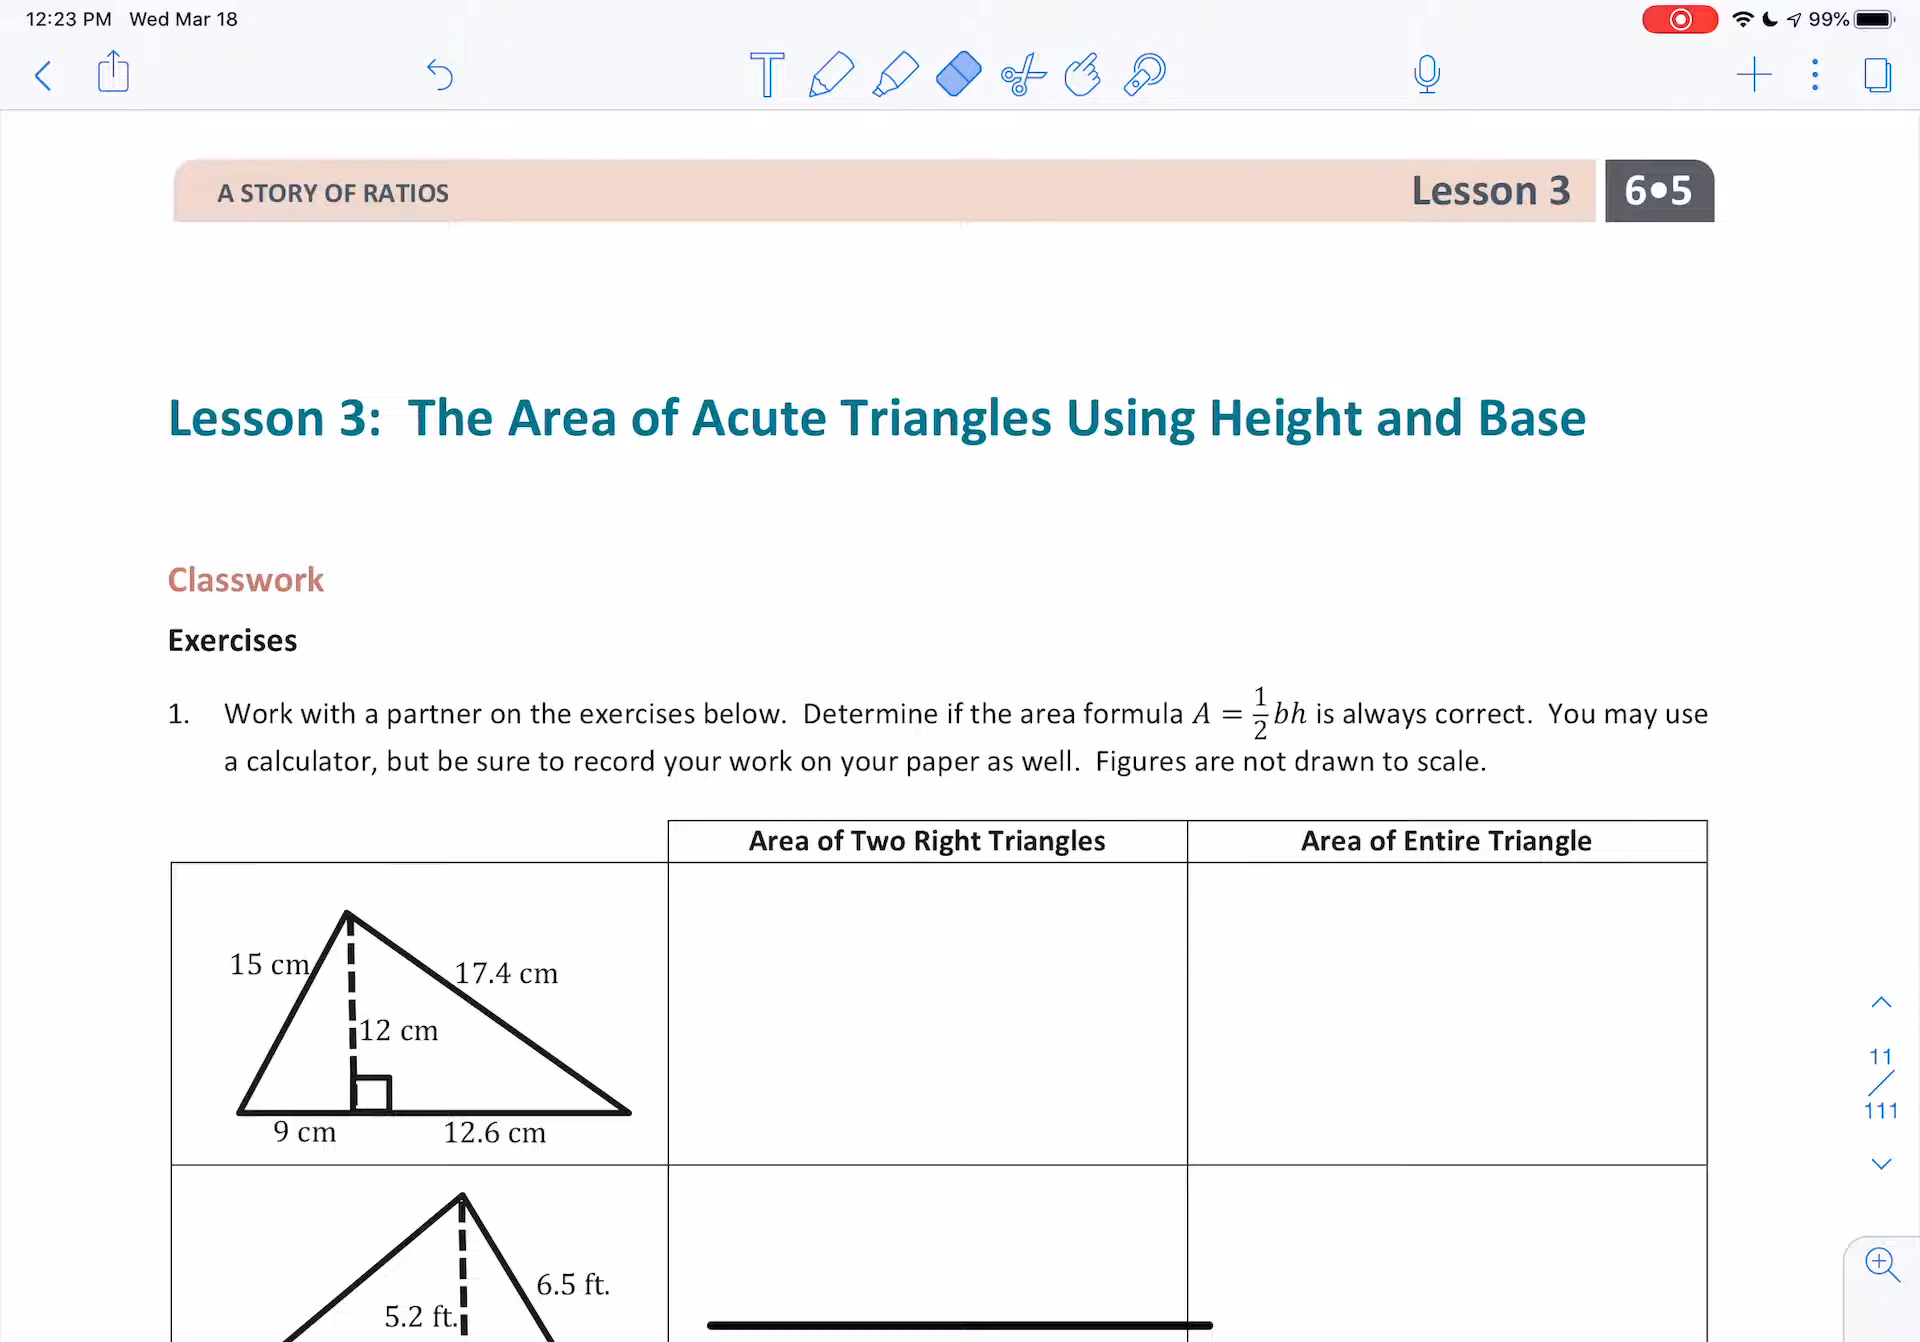 12:23 PM Wed Mar 18
99%
A STORY OF RATIOS
Lesson 3
6•5
Lesson 3: The Area of Acute Triangles Using Height and Base
Classwork
Exercises
1. Work with a partner on the exercises below. Determine if the area formula A = 1/2 bh is always correct. You may use
a calculator, but be sure to record your work on your paper as well. Figures are not drawn to scale.
Area of Two Right Triangles
Area of Entire Triangle
15 cm
17.4 cm
12 cm
9 cm
12.6 cm
6.5 ft.
5.2 ft.
11
111